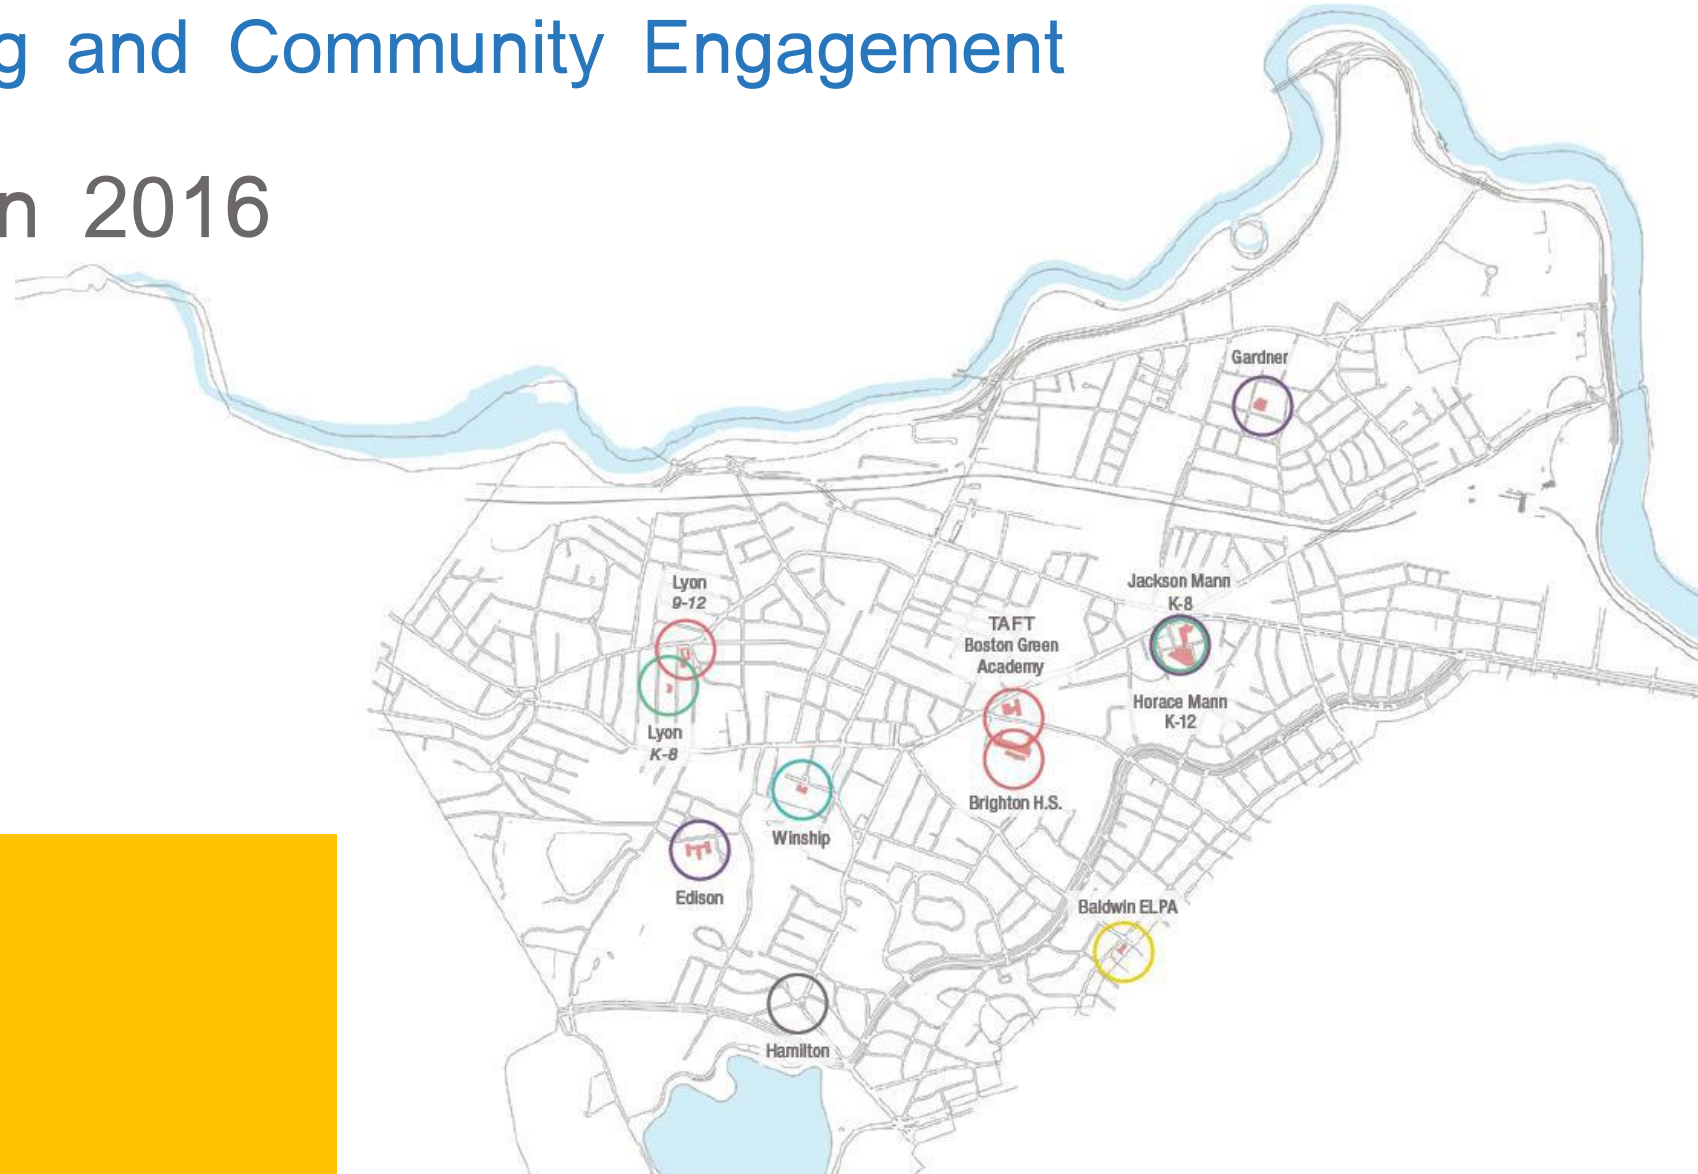 g and Community Engagement
n 2016
Gardner
Lyon
9-12
Jackson Mann
K-8
TAFT
Boston Green
Academy
Horace Mann
K-12
Lyon
K-8
Brighton H.S.
Winship
Edison
Baldwin ELPA
Hamilton